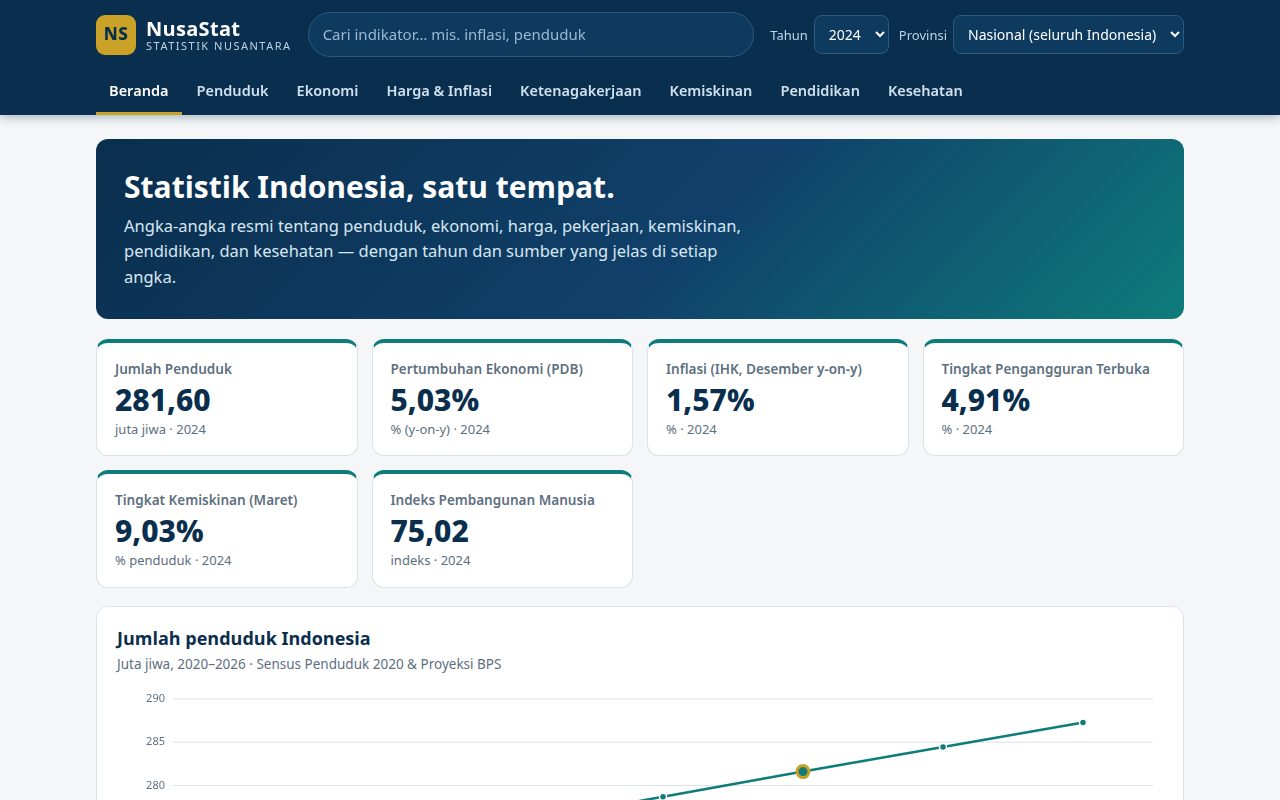 NS
NusaStat
STATISTIK NUSANTARA
Cari indikator... mis. inflasi, penduduk
Tahun
2024
Provinsi
Nasional (seluruh Indonesia)
Beranda
Penduduk
Ekonomi
Harga & Inflasi
Ketenagakerjaan
Kemiskinan
Pendidikan
Kesehatan
Statistik Indonesia, satu tempat.
Angka-angka resmi tentang penduduk, ekonomi, harga, pekerjaan, kemiskinan,
pendidikan, dan kesehatan — dengan tahun dan sumber yang jelas di setiap
angka.
Jumlah Penduduk
281,60
juta jiwa · 2024
Pertumbuhan Ekonomi (PDB)
5,03%
% (y-on-y) · 2024
Inflasi (IHK, Desember y-on-y)
1,57%
% · 2024
Tingkat Pengangguran Terbuka
4,91%
% · 2024
Tingkat Kemiskinan (Maret)
9,03%
% penduduk · 2024
Indeks Pembangunan Manusia
75,02
indeks · 2024
Jumlah penduduk Indonesia
Juta jiwa, 2020–2026 · Sensus Penduduk 2020 & Proyeksi BPS
290
285
280